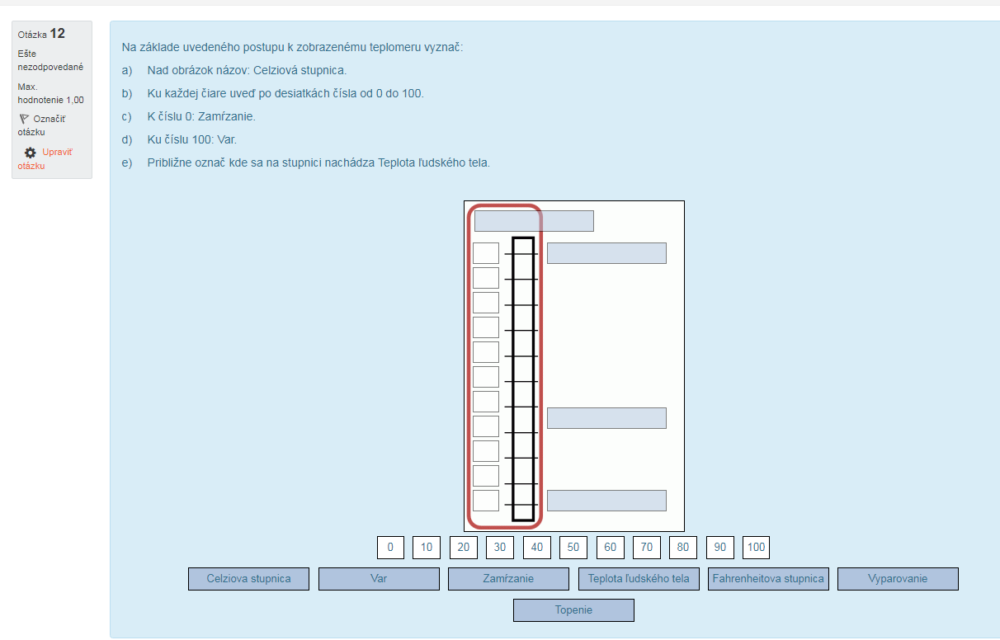 Otázka 12
Ešte
nezodpovedané
Max.
hodnotenie 1,00
Označiť
otázku
Upraviť
otázku
Na základe uvedeného postupu k zobrazenému teplomeru vyznač:
a) Nad obrázok názov: Celziová stupnica.
b) Ku každej čiare uveď po desiatkách čísla od 0 do 100.
c) K číslu 0: Zamŕzanie.
d) Ku číslu 100: Var.
e) Približne označ kde sa na stupnici nachádza Teplota ľudského tela.
0 10 20 30 40 50 60 70 80 90 100
Celziova stupnica Var Zamŕzanie Teplota ľudského tela Fahrenheitova stupnica Vyparovanie
Topenie